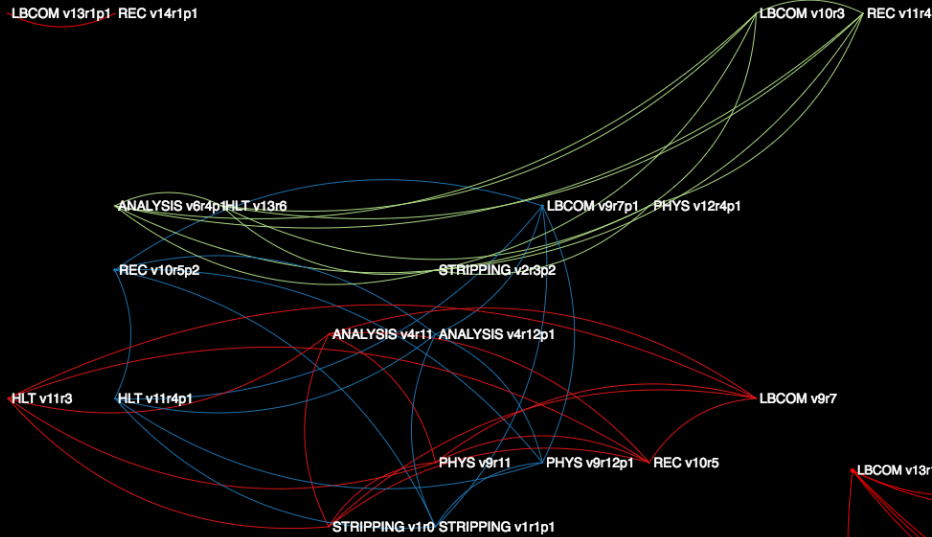 LBCOM v13r1p1 REC v14r1p1 LBCOM v10r3 REC v11r4
ANALYSIS v6r4p1 HLT v13r6 LBCOM v9r7p1 PHYS v12r4p1
REC v10r5p2 STRIPPING v2r3p2
ANALYSIS v4r11 ANALYSIS v4r12p1
HLT v11r3 HLT v11r4p1 LBCOM v9r7
PHYS v9r11 PHYS v9r12p1 REC v10r5
LBCOM v13r
STRIPPING v1r0 STRIPPING v1r1p1